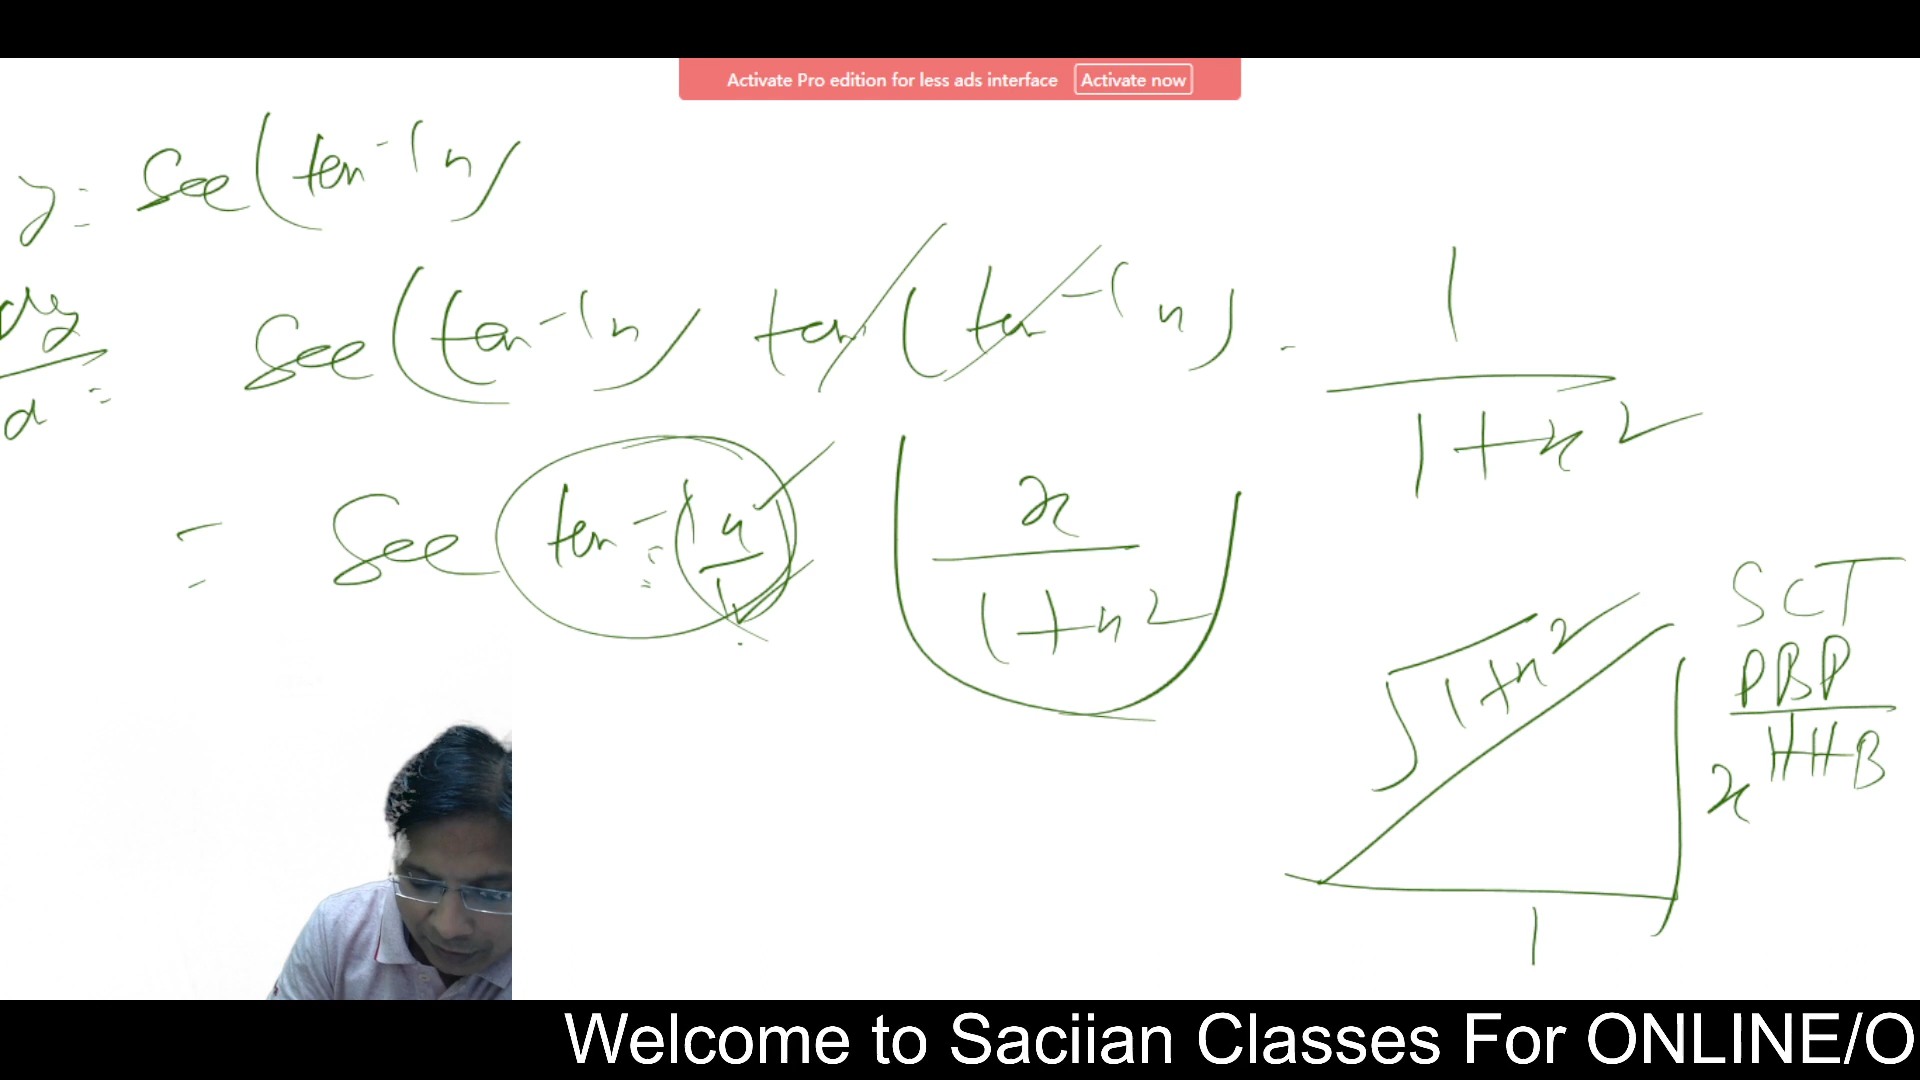 Activate Pro edition for less ads interface Activate now
y = sec(tan⁻¹x)
dy/d = sec(tan⁻¹x) tan(tan⁻¹x) · 1/(1+x²)
= sec(tan⁻¹(x/1)) (x/(1+x²))
SCT
PBP
HHB
√(1+x²)
x
1
Welcome to Saciian Classes For ONLINE/O